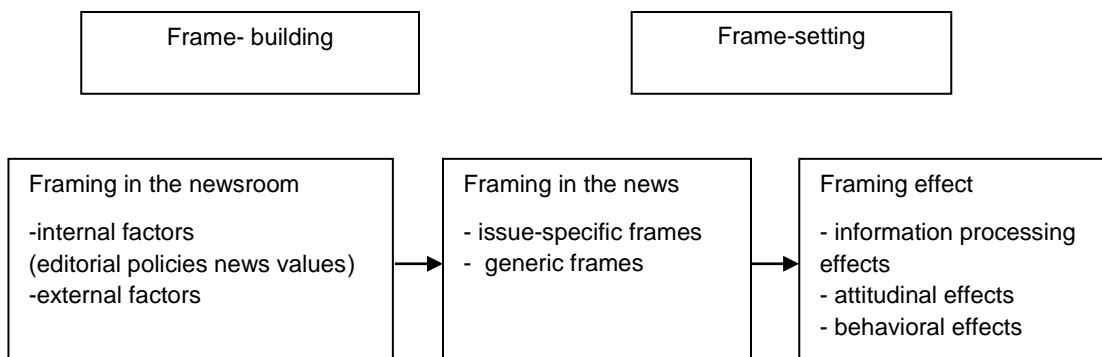 Frame- building
Frame-setting
Framing in the newsroom
-internal factors
(editorial policies news values)
-external factors
Framing in the news
- issue-specific frames
- generic frames
Framing effect
- information processing
effects
- attitudinal effects
- behavioral effects